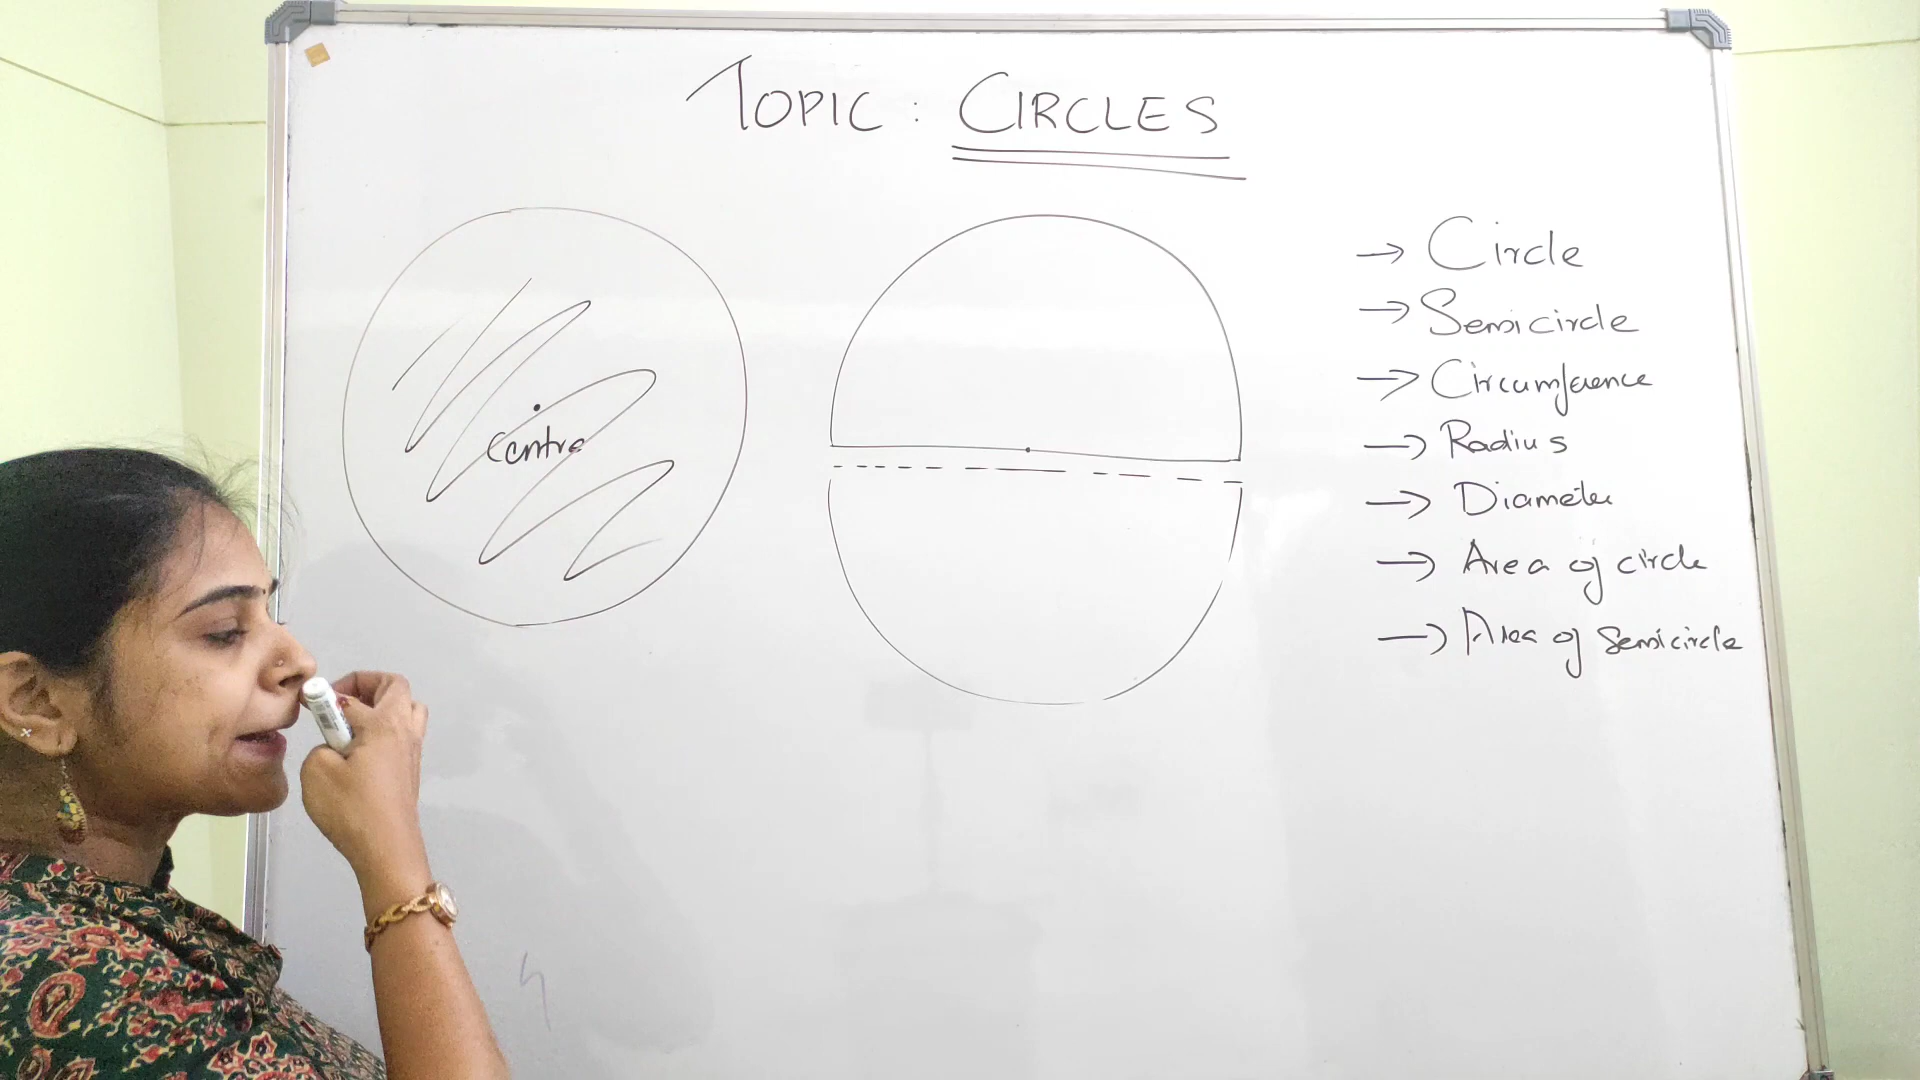 TOPIC : CIRCLES
Centre
→ Circle
→ Semicircle
→ Circumference
→ Radius
→ Diameter
→ Area of circle
→ Area of Semicircle